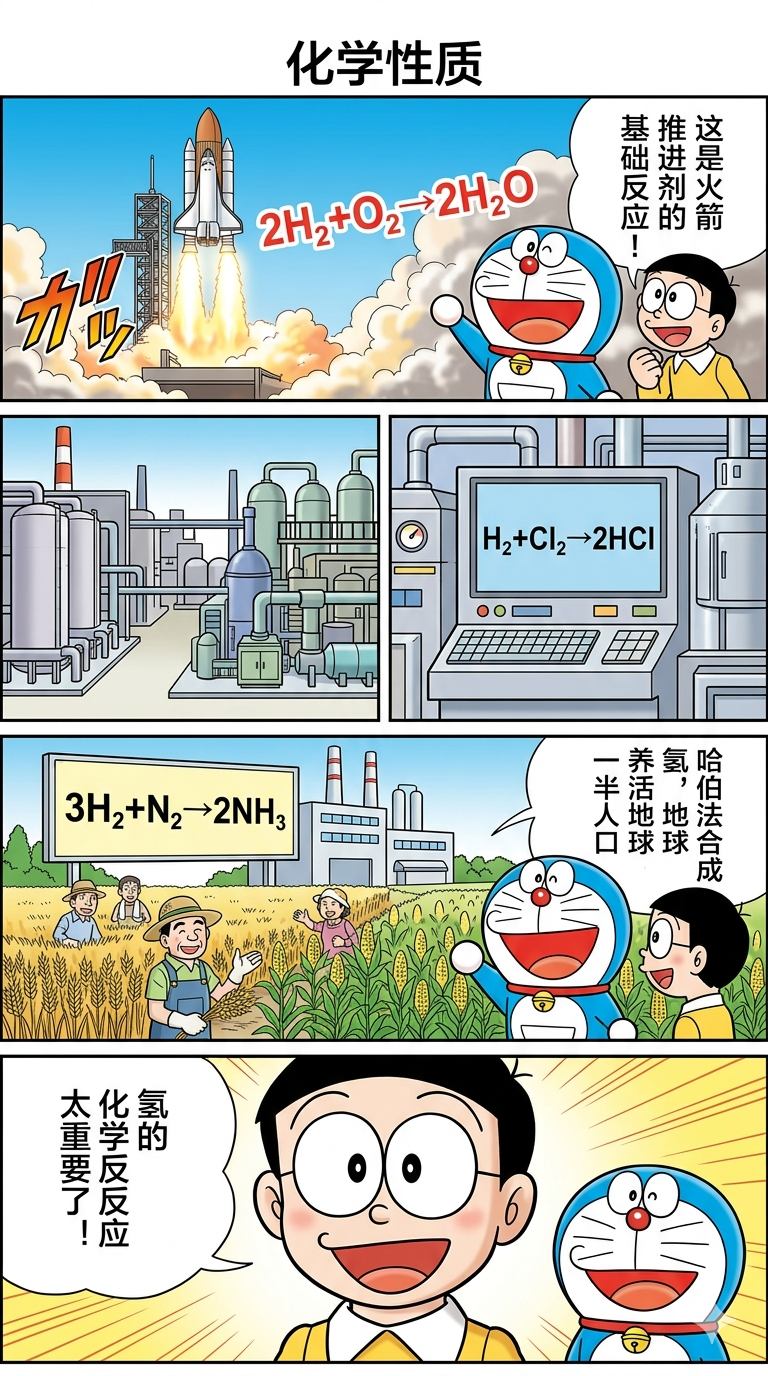 化学性质
2H₂+O₂→2H₂O
这是火箭
推进剂的
基础反应！
ガッ
H₂+Cl₂→2HCl
3H₂+N₂→2NH₃
哈伯法合成
氢，地球
养活地球
一半人口
氢的
化学反反应
太重要了！